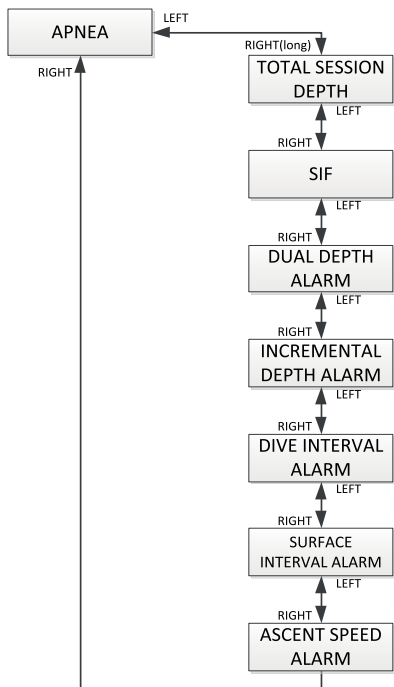 APNEA
LEFT
RIGHT(long)
RIGHT
TOTAL SESSION
DEPTH
LEFT
RIGHT
SIF
LEFT
RIGHT
DUAL DEPTH
ALARM
LEFT
RIGHT
INCREMENTAL
DEPTH ALARM
LEFT
RIGHT
DIVE INTERVAL
ALARM
LEFT
RIGHT
SURFACE
INTERVAL ALARM
LEFT
RIGHT
ASCENT SPEED
ALARM